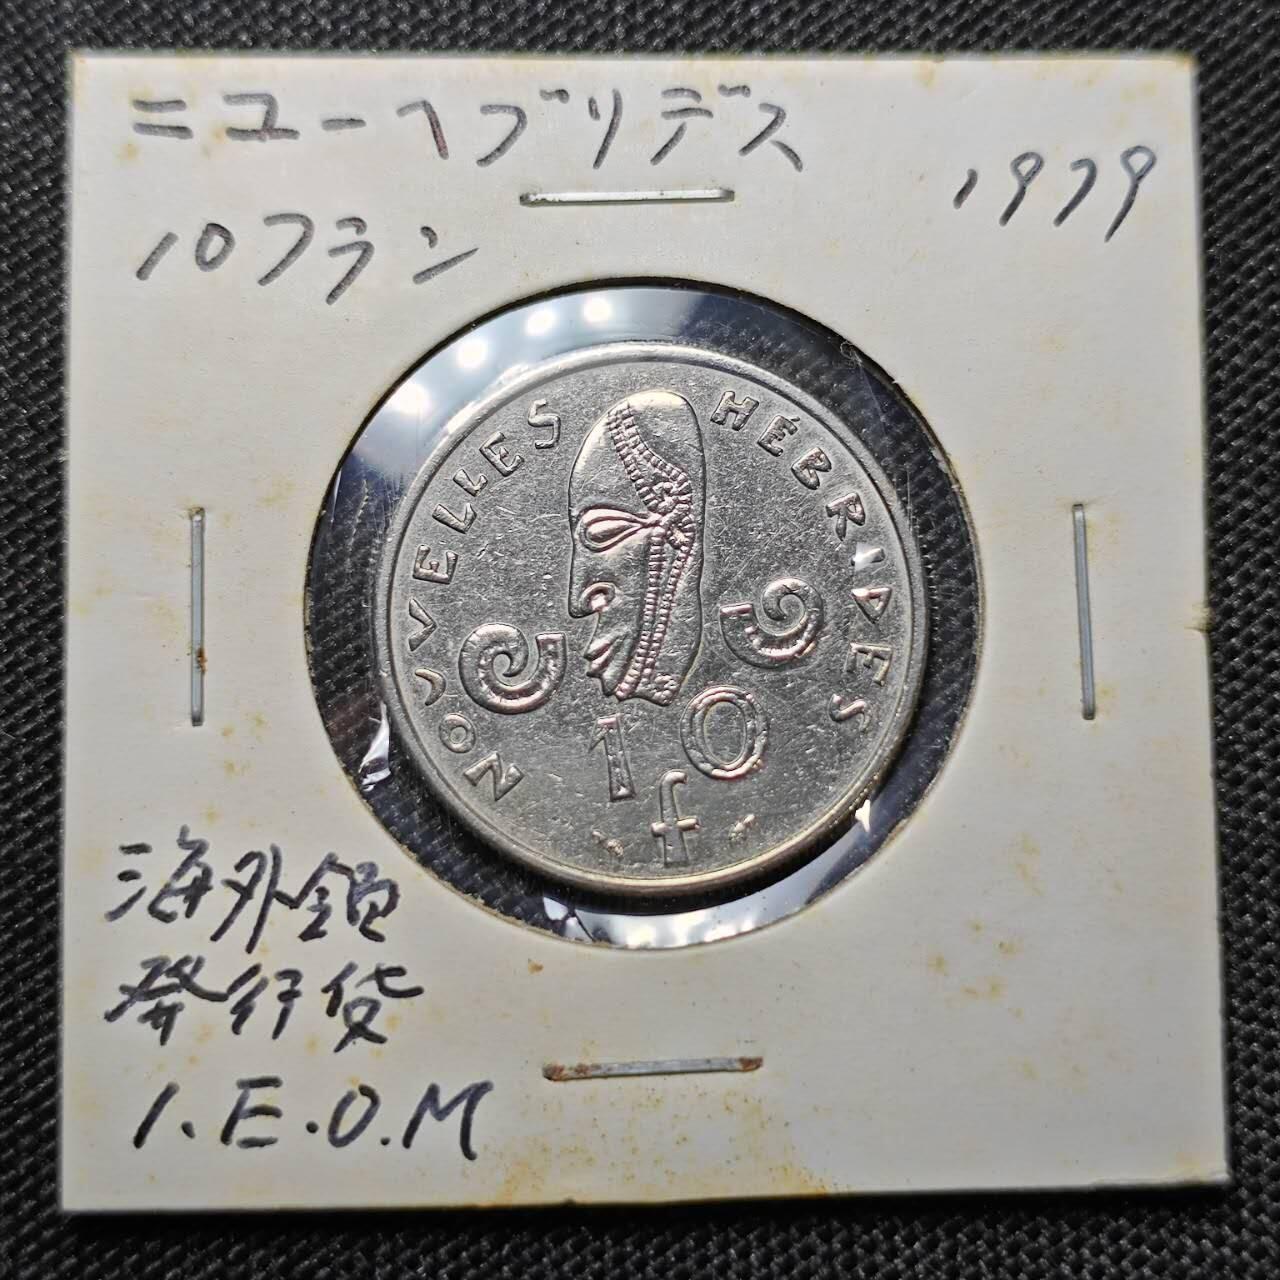 ニューヘブリデス
1979
10フラン
NOUVELLES HÉBRIDES
10
f
海外領
発行貨
I.E.O.M